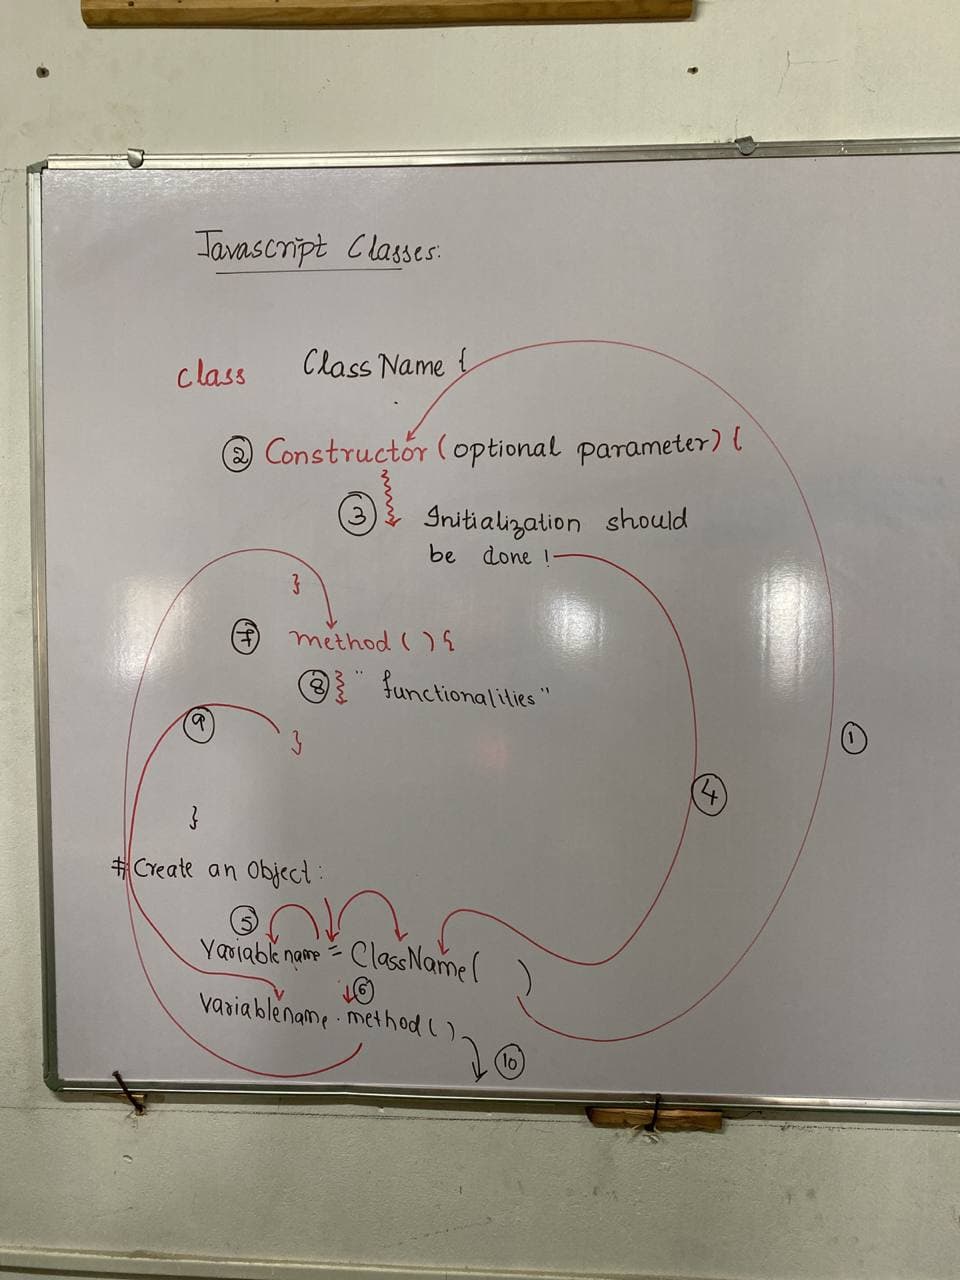 Javascript Classes:
class ClassName {
② Constructor (optional parameter) {
③ Initialization should
be done !
}
⑦ method ( ) {
⑧ " functionalities "
⑨
}
①
④
}
# Create an Object :
⑤
Variablename = ClassName ( )
⑥
Variablename . method ( )
⑩